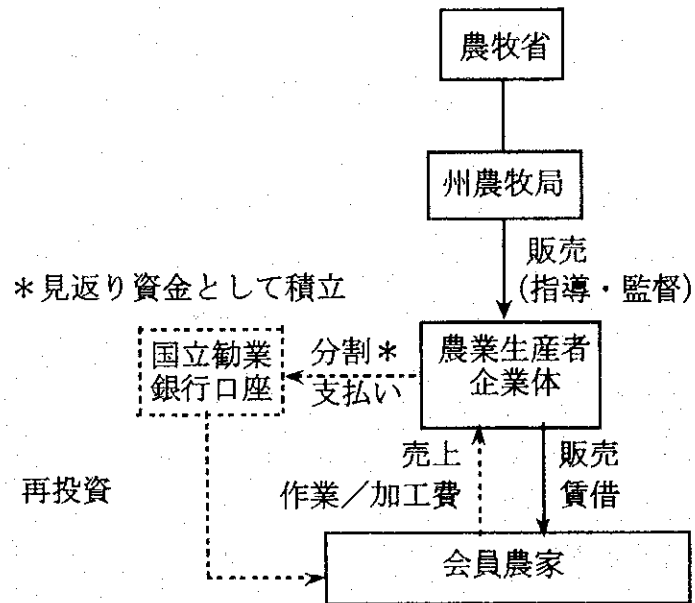 農牧省
州農牧局
販売
(指導・監督)
＊見返り資金として積立
国立勧業
銀行口座
分割＊
支払い
農業生産者
企業体
売上
作業／加工費
販売
賃借
再投資
会員農家